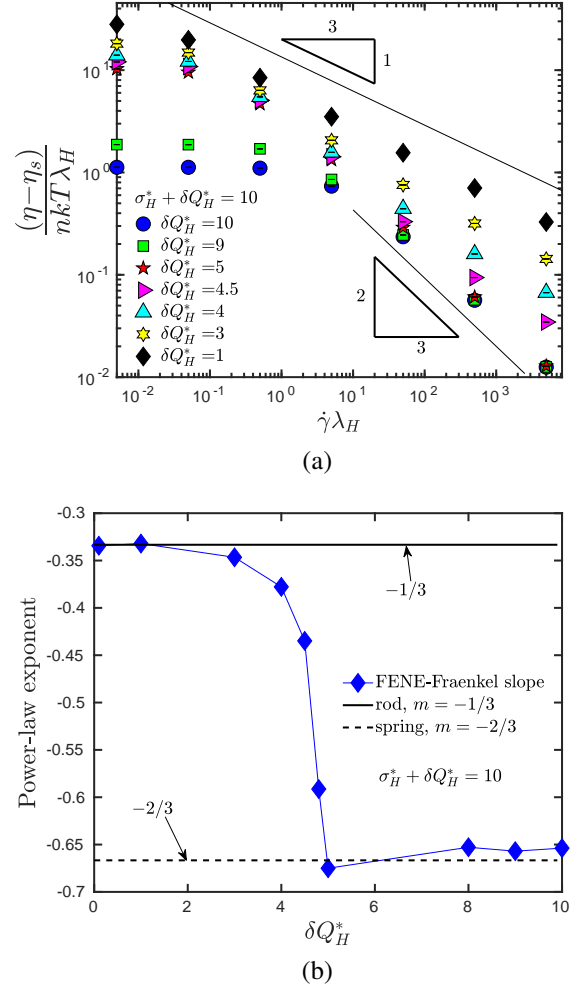 3
1
10^1
10^0
10^-1
10^-2
(η−η_s)
nkTλ_H
σ*_H + δQ*_H = 10
δQ*_H =10
δQ*_H =9
δQ*_H =5
δQ*_H =4.5
δQ*_H =4
δQ*_H =3
δQ*_H =1
2
3
10^-2 10^-1 10^0 10^1 10^2 10^3
γ̇λ_H
(a)
-0.3
-0.35
-0.4
-0.45
-0.5
-0.55
-0.6
-0.65
-0.7
Power-law exponent
−1/3
FENE-Fraenkel slope
rod, m = −1/3
spring, m = −2/3
σ*_H + δQ*_H = 10
−2/3
0 2 4 6 8 10
δQ*_H
(b)